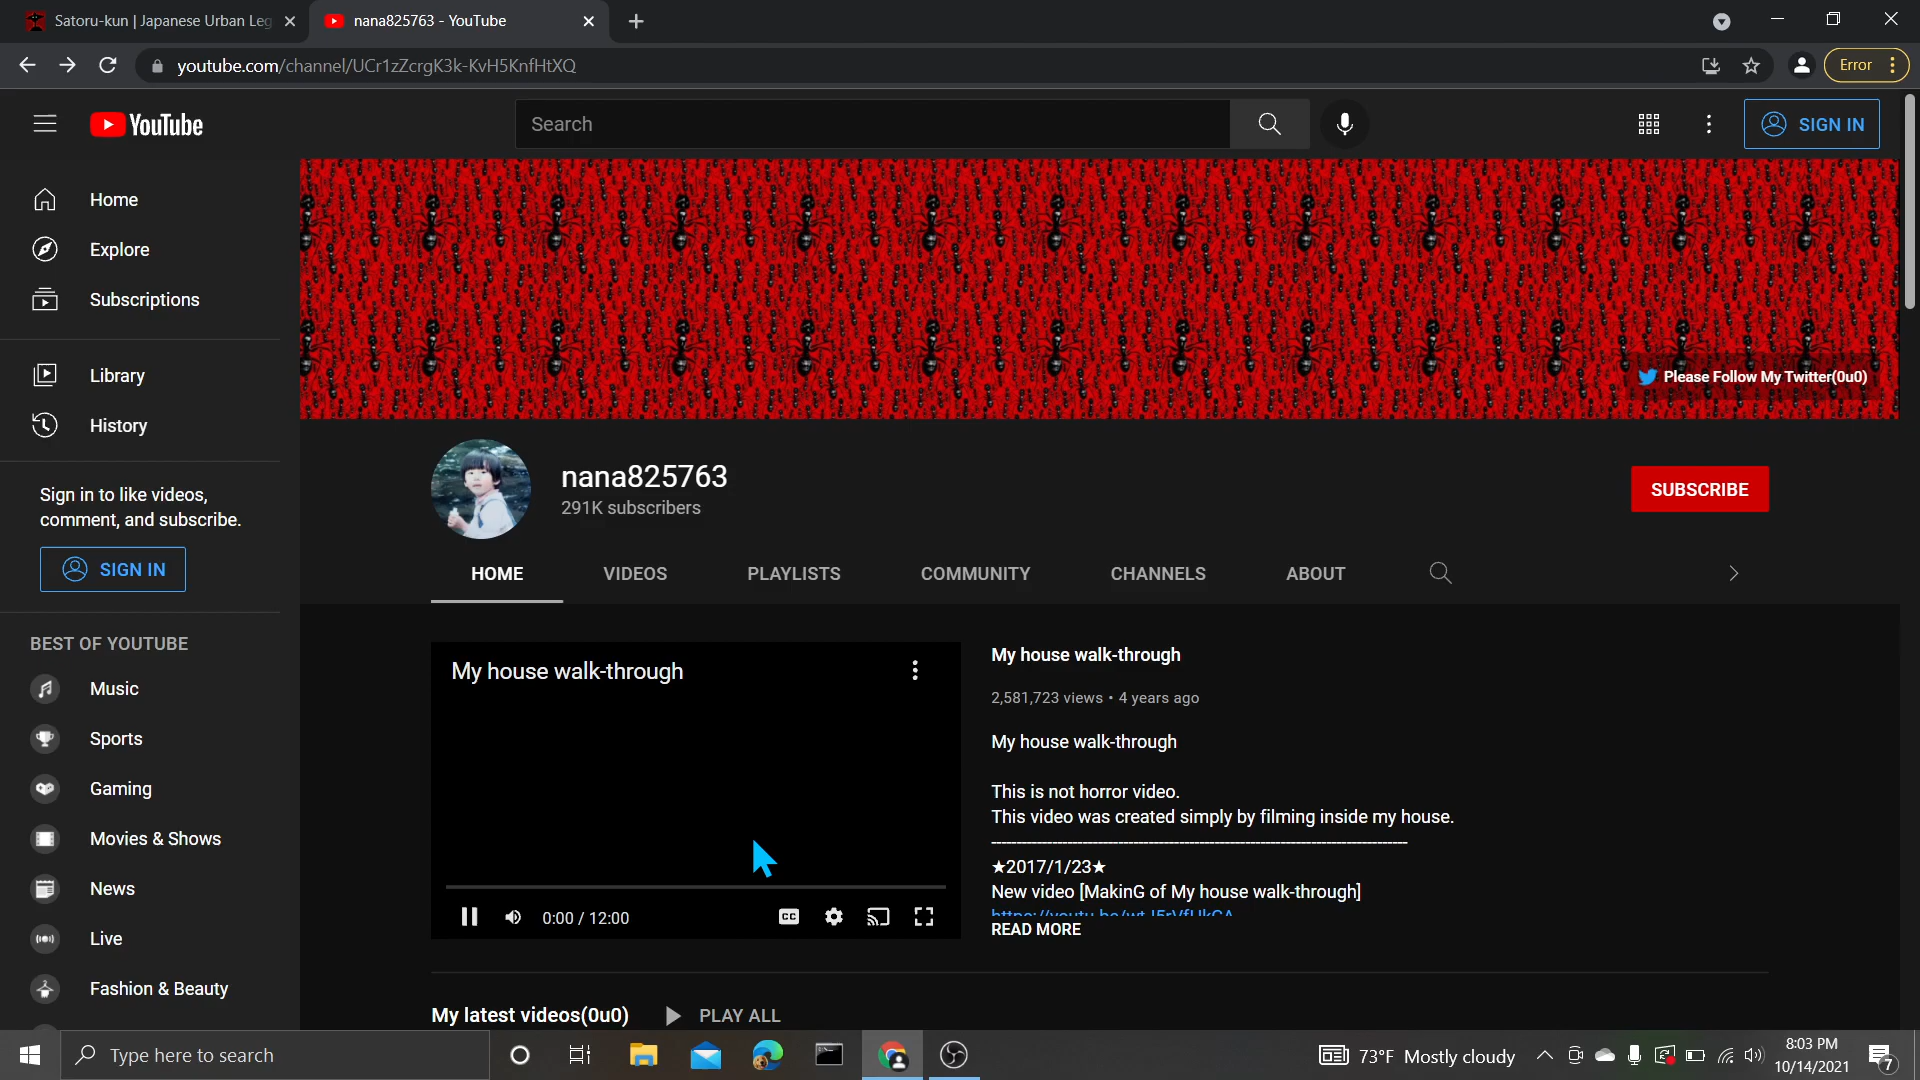 Satoru-kun | Japanese Urban Leg
nana825763 - YouTube
youtube.com/channel/UCr1zZcrgK3k-KvH5KnfHtXQ
Error
YouTube
Search
SIGN IN
Home
Explore
Subscriptions
Library
History
Sign in to like videos,
comment, and subscribe.
SIGN IN
BEST OF YOUTUBE
Music
Sports
Gaming
Movies & Shows
News
Live
Fashion & Beauty
Please Follow My Twitter(0u0)
nana825763
291K subscribers
SUBSCRIBE
HOME
VIDEOS
PLAYLISTS
COMMUNITY
CHANNELS
ABOUT
My house walk-through
0:00 / 12:00
CC
My house walk-through
2,581,723 views • 4 years ago
My house walk-through
This is not horror video.
This video was created simply by filming inside my house.
----------------------------------------------------------------------
★2017/1/23★
New video [MakinG of My house walk-through]
READ MORE
My latest videos(0u0)
PLAY ALL
Type here to search
73°F Mostly cloudy
8:03 PM
10/14/2021
7